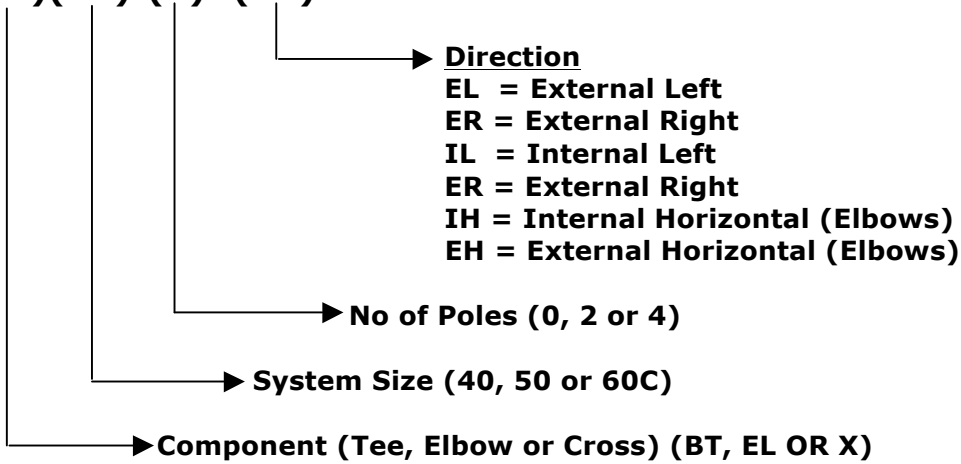 Direction
EL = External Left
ER = External Right
IL = Internal Left
ER = External Right
IH = Internal Horizontal (Elbows)
EH = External Horizontal (Elbows)
No of Poles (0, 2 or 4)
System Size (40, 50 or 60C)
Component (Tee, Elbow or Cross) (BT, EL OR X)